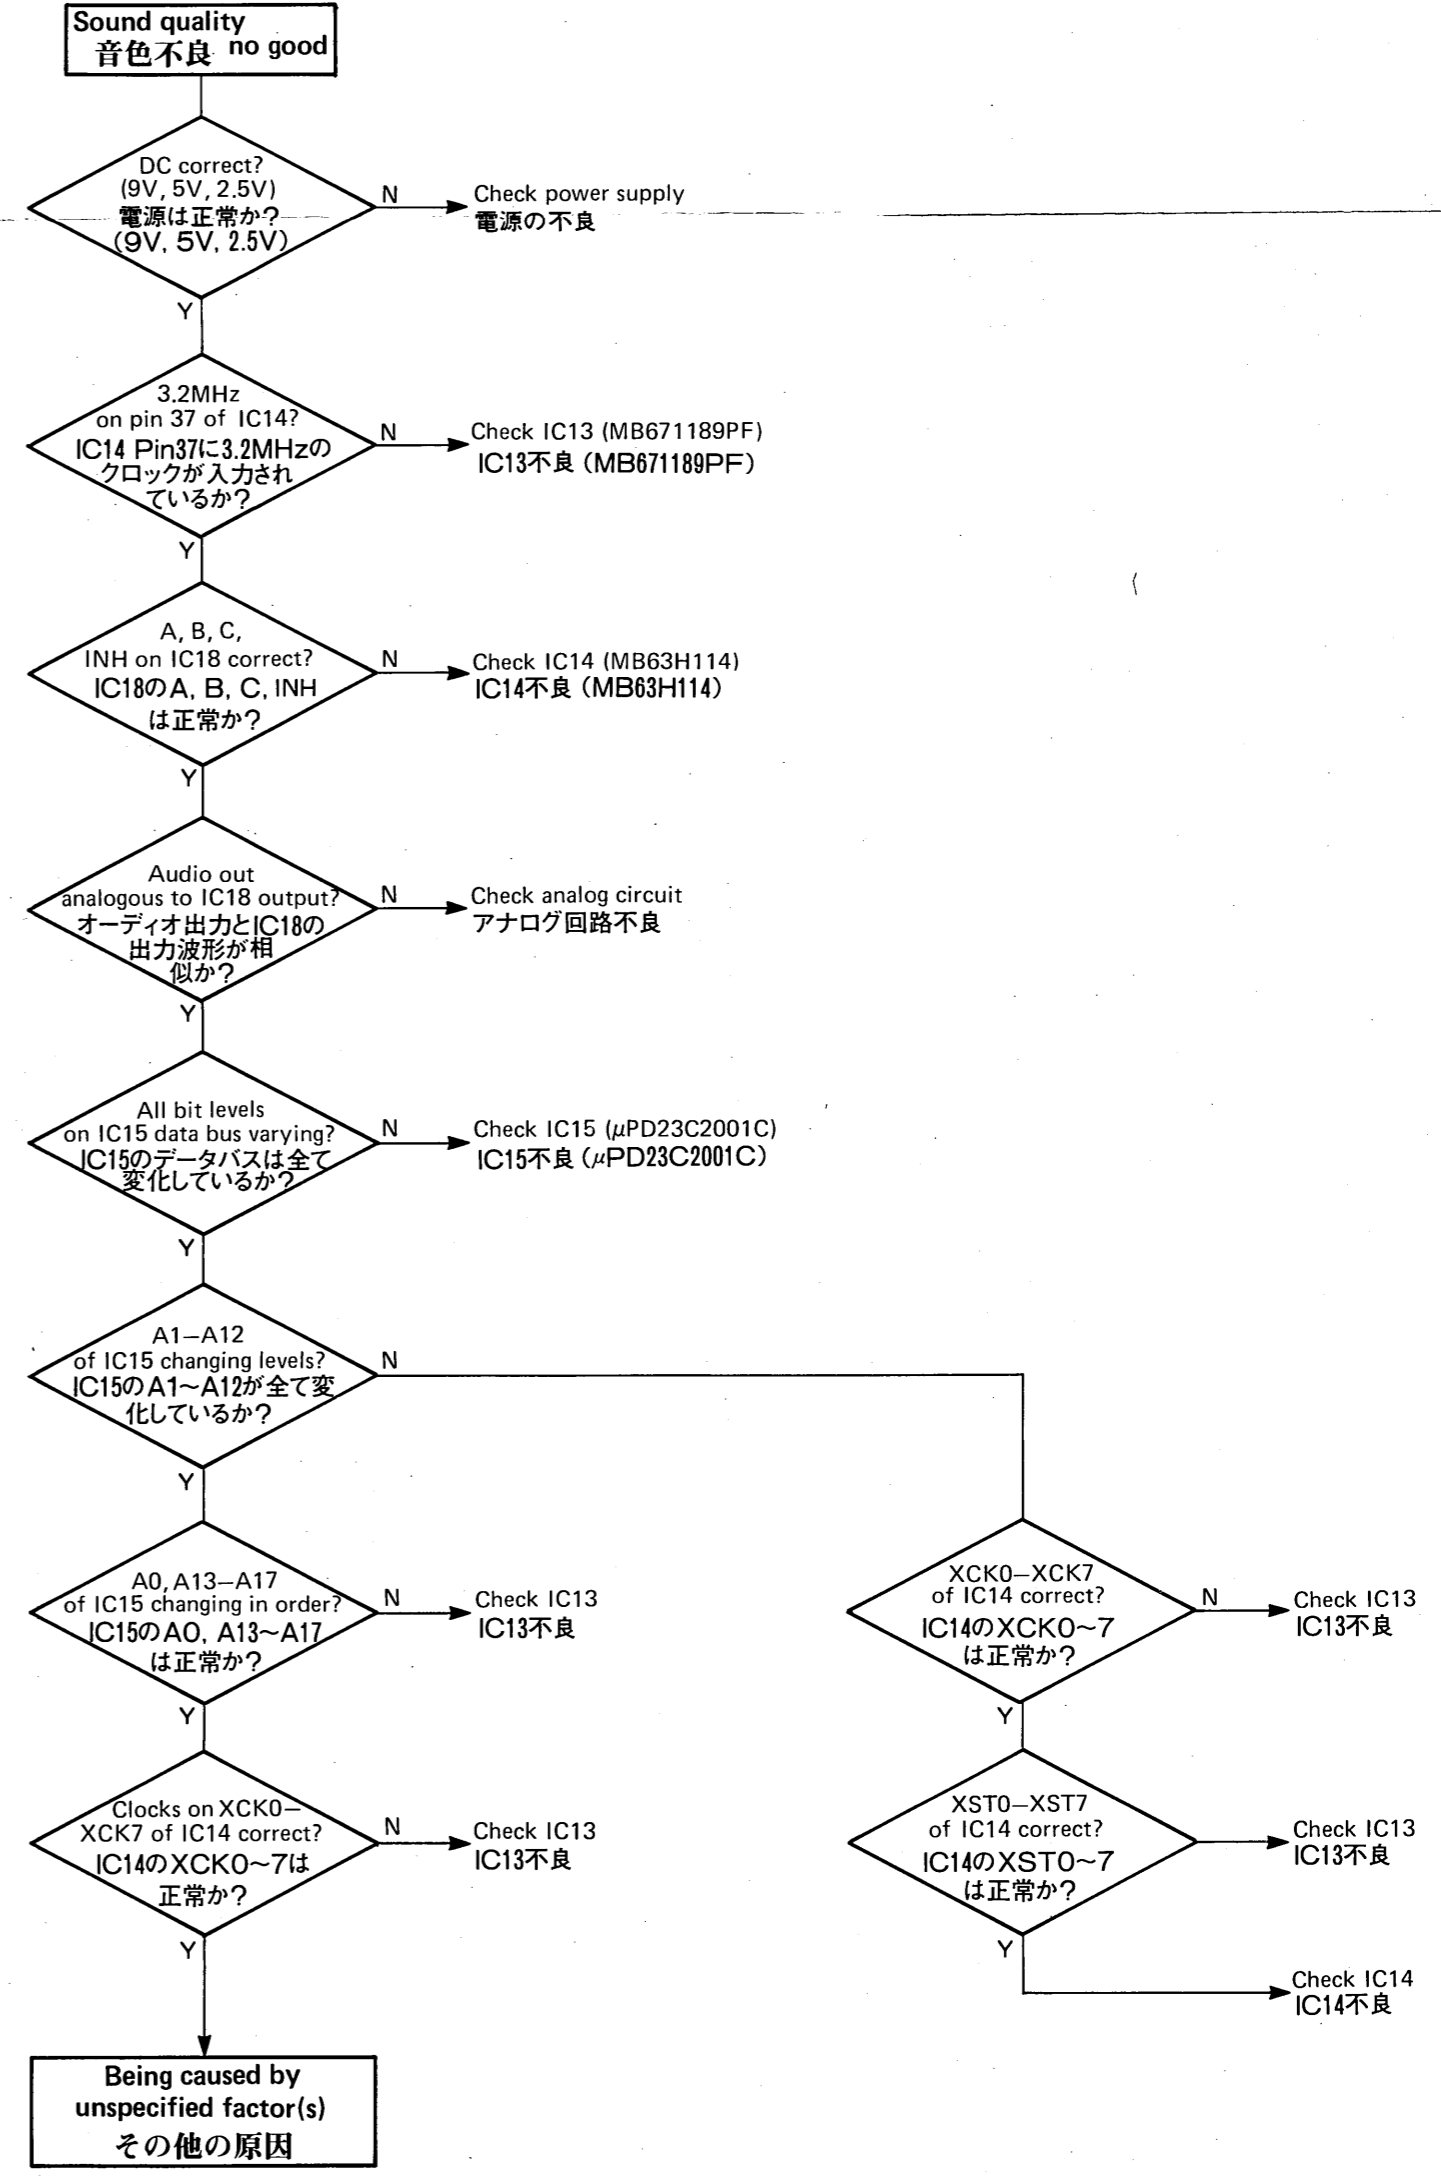 Sound quality
音色不良 no good
DC correct?
(9V, 5V, 2.5V)
電源は正常か?
(9V, 5V, 2.5V)
N
Check power supply
電源の不良
Y
3.2MHz
on pin 37 of IC14?
IC14 Pin37に3.2MHzの
クロックが入力され
ているか?
N
Check IC13 (MB671189PF)
IC13不良 (MB671189PF)
Y
A, B, C,
INH on IC18 correct?
IC18のA, B, C, INH
は正常か?
N
Check IC14 (MB63H114)
IC14不良 (MB63H114)
Y
Audio out
analogous to IC18 output?
オーディオ出力とIC18の
出力波形が相
似か?
N
Check analog circuit
アナログ回路不良
Y
All bit levels
on IC15 data bus varying?
IC15のデータバスは全て
変化しているか?
N
Check IC15 (μPD23C2001C)
IC15不良 (μPD23C2001C)
Y
A1–A12
of IC15 changing levels?
IC15のA1~A12が全て変
化しているか?
N
Y
A0, A13–A17
of IC15 changing in order?
IC15のA0, A13~A17
は正常か?
N
Check IC13
IC13不良
Y
XCK0–XCK7
of IC14 correct?
IC14のXCK0~7
は正常か?
N
Check IC13
IC13不良
Y
Clocks on XCK0–
XCK7 of IC14 correct?
IC14のXCK0~7は
正常か?
N
Check IC13
IC13不良
Y
XST0–XST7
of IC14 correct?
IC14のXST0~7
は正常か?
Check IC13
IC13不良
Y
Check IC14
IC14不良
Being caused by
unspecified factor(s)
その他の原因